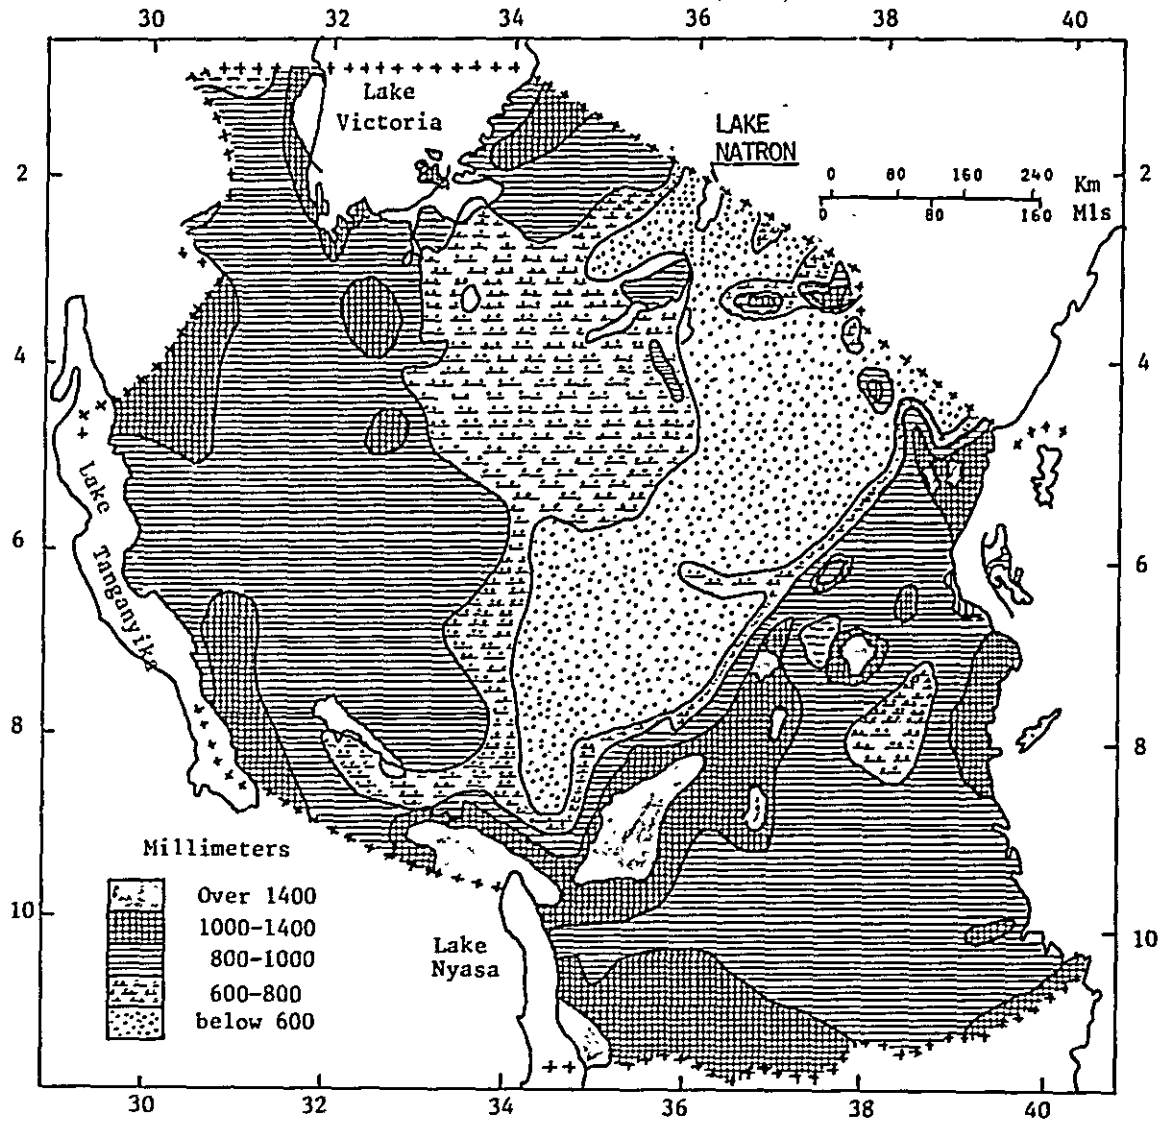 30 32 34 36 38 40
Lake
Victoria
LAKE
NATRON
0 80 160 240 Km
0 80 160 Mls
2 2
4 4
Lake
Tanganyika
6 6
8 8
Millimeters
Over 1400
1000-1400
800-1000
600-800
below 600
10 10
Lake
Nyasa
30 32 34 36 38 40